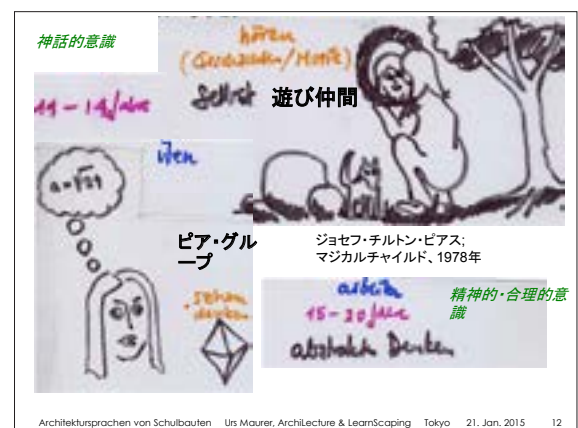 神話的意識
hören
(Geschichten/Musik)
11-14 Jahre
Selbst
遊び仲間
a=√29
ピア・グル
ープ
ジョセフ・チルトン・ピアス;
マジカルチャイルド、1978年
精神的・合理的意
識
sehen
denken
arbeiten
15-20 Jahre
abstraktes Denken
Architektursprachen von Schulbauten Urs Maurer, ArchiLecture & LearnScaping Tokyo 21. Jan. 2015 12